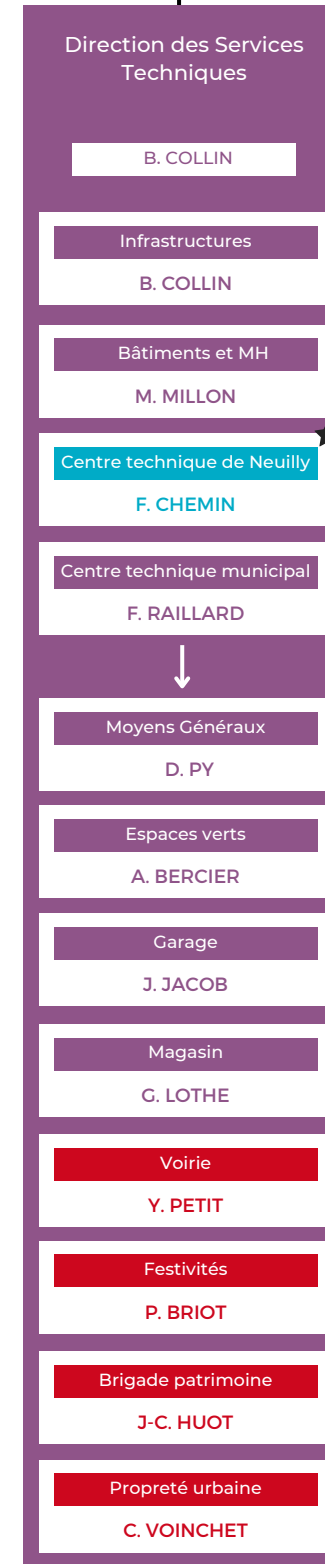 Direction des Services
Techniques
B. COLLIN
Infrastructures
B. COLLIN
Bâtiments et MH
M. MILLON
Centre technique de Neuilly
F. CHEMIN
Centre technique municipal
F. RAILLARD
Moyens Généraux
D. PY
Espaces verts
A. BERCIER
Garage
J. JACOB
Magasin
G. LOTHE
Voirie
Y. PETIT
Festivités
P. BRIOT
Brigade patrimoine
J-C. HUOT
Propreté urbaine
C. VOINCHET